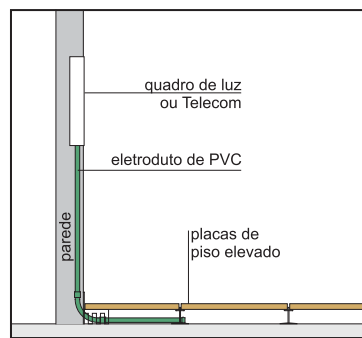 quadro de luz
ou Telecom
eletroduto de PVC
parede
placas de
piso elevado